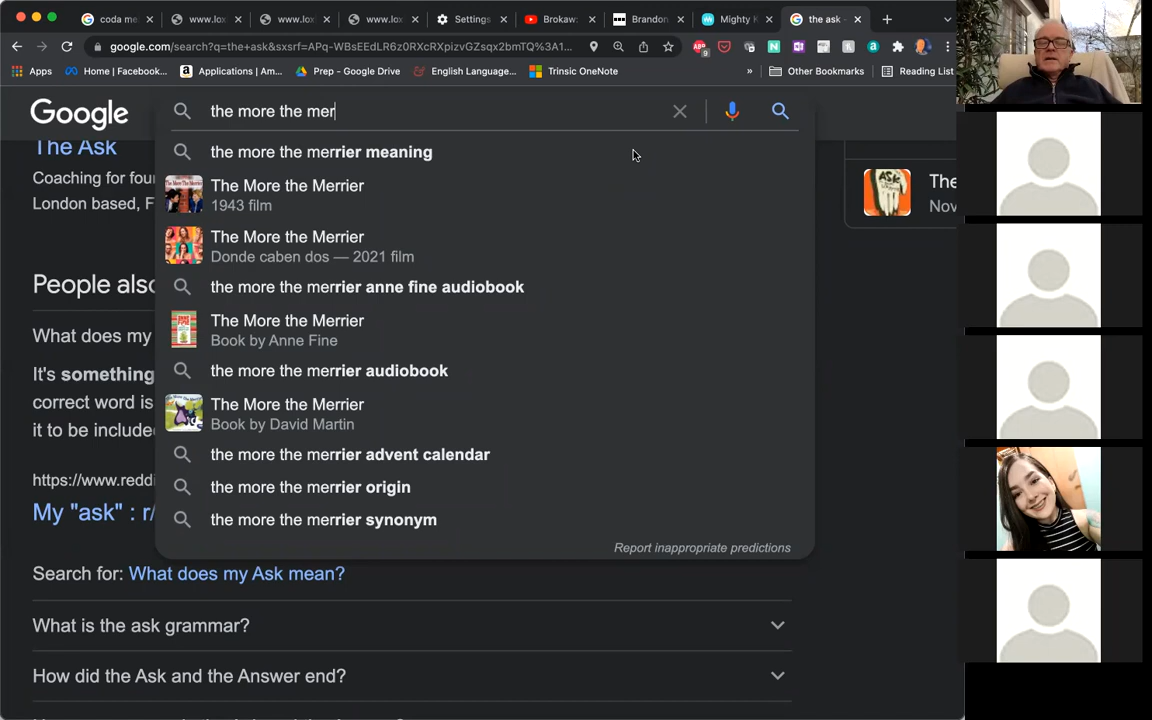 coda me
www.lox
www.lox
www.lox
Settings
Brokaw:
Brandon
Mighty K
the ask -
google.com/search?q=the+ask&sxsrf=APq-WBsEEdLR6z0RXcRXpizvGZsqx2bmTQ%3A1...
Apps
Home | Facebook...
Applications | Am...
Prep - Google Drive
English Language...
Trinsic OneNote
»
Other Bookmarks
Reading List
Google
the more the mer
the more the merrier meaning
The More the Merrier
1943 film
The More the Merrier
Donde caben dos — 2021 film
the more the merrier anne fine audiobook
The More the Merrier
Book by Anne Fine
the more the merrier audiobook
The More the Merrier
Book by David Martin
the more the merrier advent calendar
the more the merrier origin
the more the merrier synonym
Report inappropriate predictions
The Ask
Coaching for four
London based, F
The
Nov
ASK
People also
What does my
It's something
correct word is
it to be include
https://www.reddi
My "ask" : r/
Search for: What does my Ask mean?
What is the ask grammar?
How did the Ask and the Answer end?